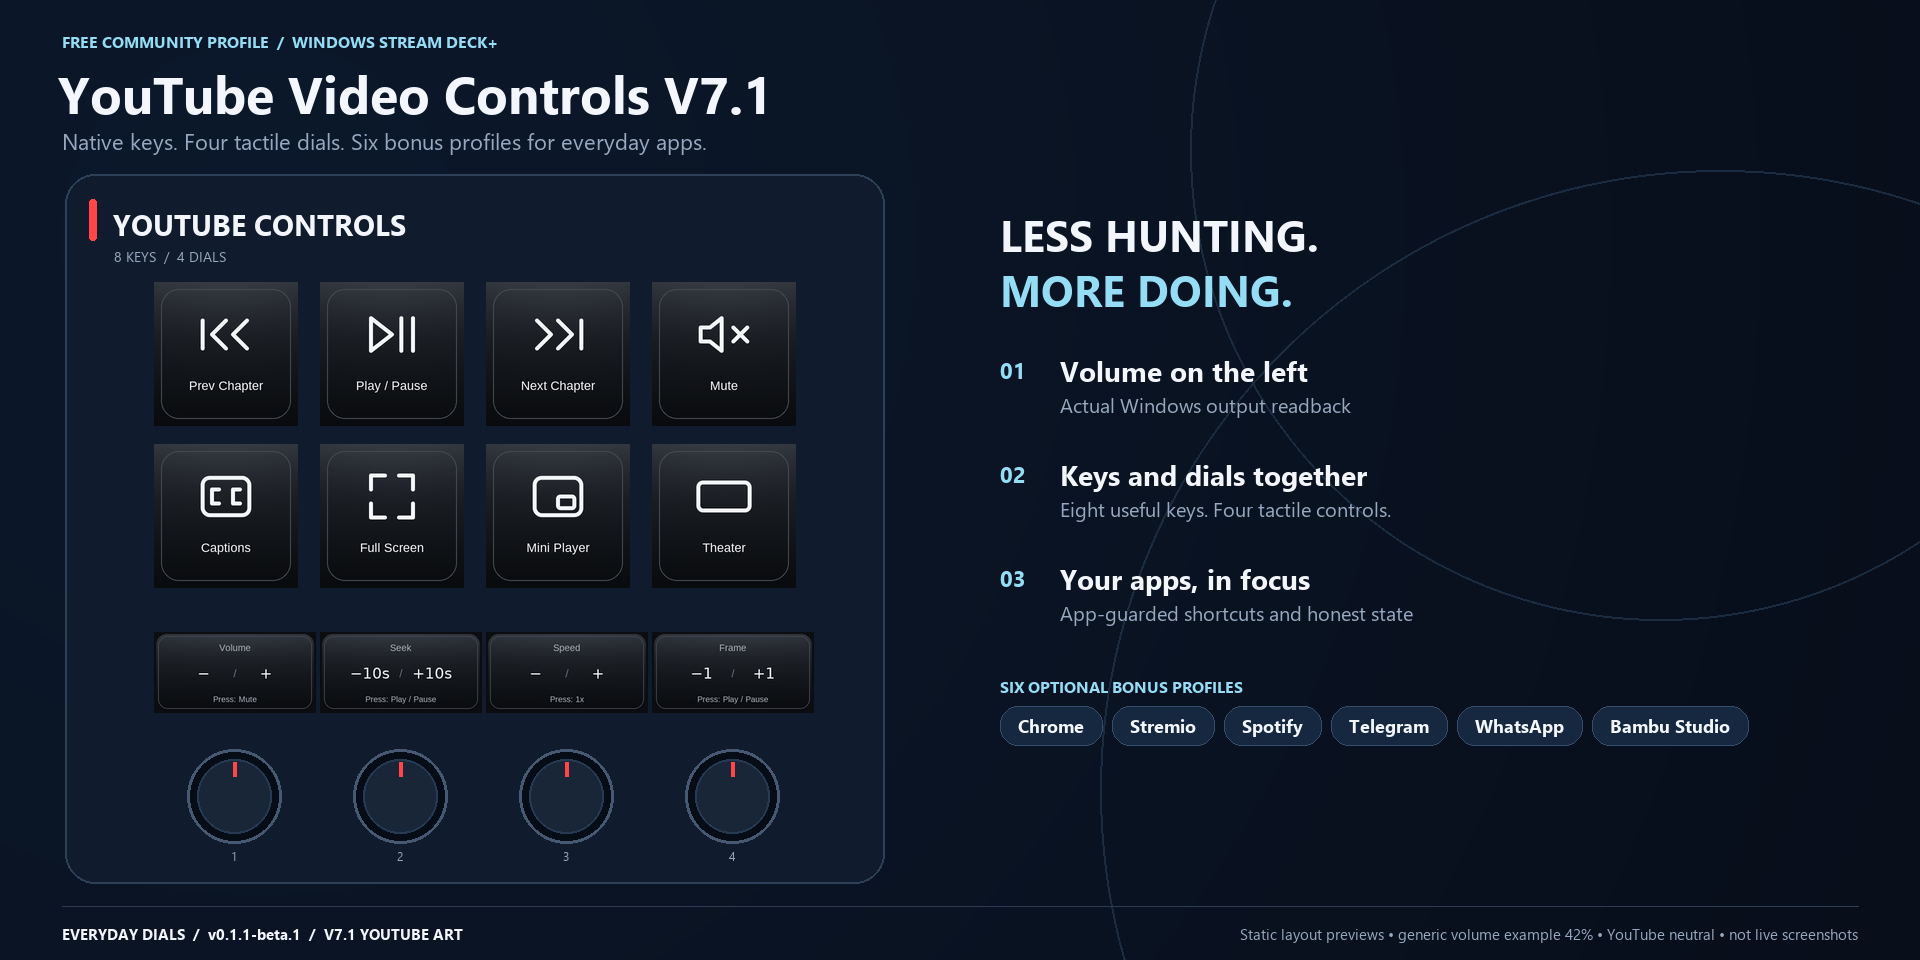 FREE COMMUNITY PROFILE / WINDOWS STREAM DECK+
YouTube Video Controls V7.1
Native keys. Four tactile dials. Six bonus profiles for everyday apps.
YOUTUBE CONTROLS
8 KEYS / 4 DIALS
Prev Chapter
Play / Pause
Next Chapter
Mute
Captions
Full Screen
Mini Player
Theater
Volume
− / +
Press: Mute
Seek
−10s / +10s
Press: Play / Pause
Speed
− / +
Press: 1x
Frame
−1 / +1
Press: Play / Pause
1
2
3
4
LESS HUNTING.
MORE DOING.
01 Volume on the left
Actual Windows output readback
02 Keys and dials together
Eight useful keys. Four tactile controls.
03 Your apps, in focus
App-guarded shortcuts and honest state
SIX OPTIONAL BONUS PROFILES
Chrome
Stremio
Spotify
Telegram
WhatsApp
Bambu Studio
EVERYDAY DIALS / v0.1.1-beta.1 / V7.1 YOUTUBE ART
Static layout previews • generic volume example 42% • YouTube neutral • not live screenshots